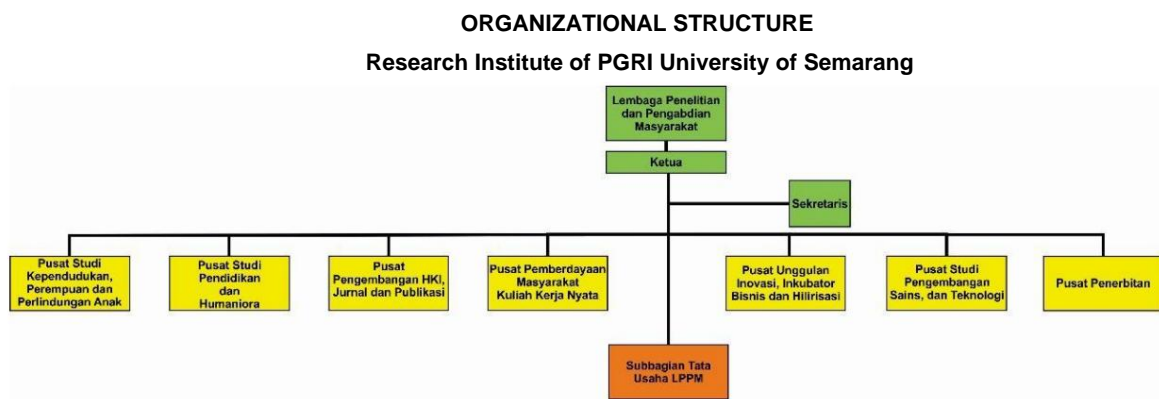 ORGANIZATIONAL STRUCTURE
Research Institute of PGRI University of Semarang
Lembaga Penelitian
dan Pengabdian
Masyarakat
Ketua
Sekretaris
Pusat Studi
Kependudukan,
Perempuan dan
Perlindungan Anak
Pusat Studi
Pendidikan
dan
Humaniora
Pusat
Pengembangan HKI,
Jurnal dan Publikasi
Pusat Pemberdayaan
Masyarakat
Kuliah Kerja Nyata
Pusat Unggulan
Inovasi, Inkubator
Bisnis dan Hilirisasi
Pusat Studi
Pengembangan
Sains, dan Teknologi
Pusat Penerbitan
Subbagian Tata
Usaha LPPM